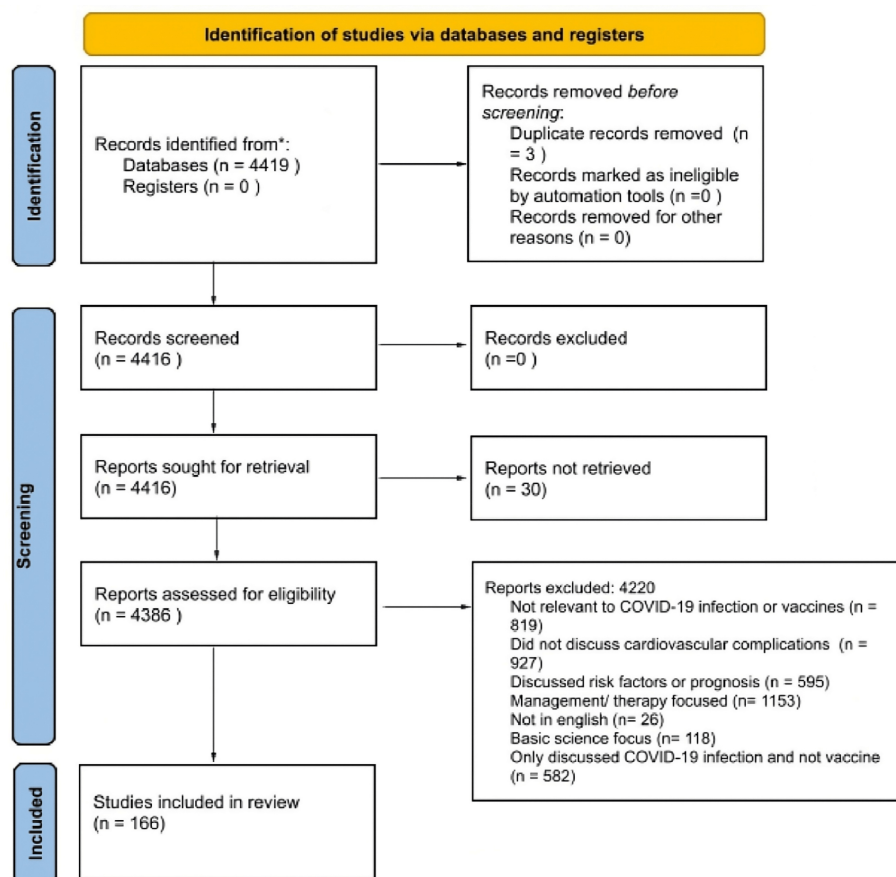 Identification of studies via databases and registers
Identification
Records identified from*:
Databases (n = 4419 )
Registers (n = 0 )
Records removed before
screening:
Duplicate records removed (n
= 3 )
Records marked as ineligible
by automation tools (n =0 )
Records removed for other
reasons (n = 0)
Screening
Records screened
(n = 4416 )
Records excluded
(n =0 )
Reports sought for retrieval
(n = 4416)
Reports not retrieved
(n = 30)
Reports assessed for eligibility
(n = 4386 )
Reports excluded: 4220
Not relevant to COVID-19 infection or vaccines (n =
819)
Did not discuss cardiovascular complications (n =
927)
Discussed risk factors or prognosis (n = 595)
Management/ therapy focused (n= 1153)
Not in english (n= 26)
Basic science focus (n= 118)
Only discussed COVID-19 infection and not vaccine
(n = 582)
Included
Studies included in review
(n = 166)